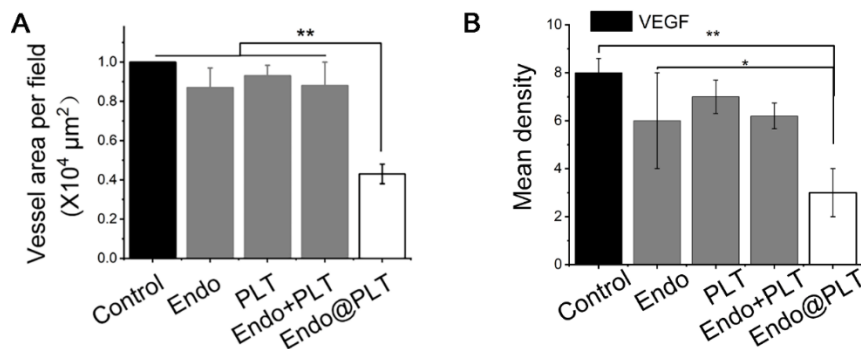 A
Vessel area per field
(X10⁴ μm²)
1.0
0.8
0.6
0.4
0.2
0.0
**
Control
Endo
PLT
Endo+PLT
Endo@PLT
B
VEGF
Mean density
10
8
6
4
2
0
**
*
Control
Endo
PLT
Endo+PLT
Endo@PLT